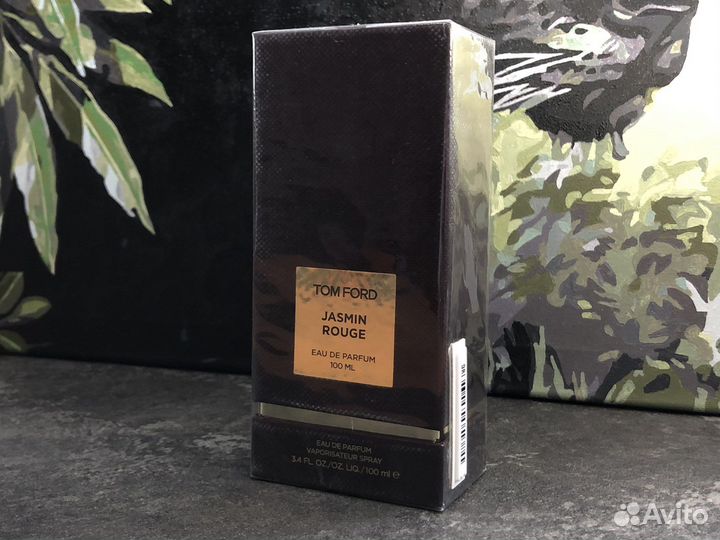 TOM FORD
JASMIN
ROUGE
EAU DE PARFUM
100 ML
EAU DE PARFUM
VAPORISATEUR SPRAY
3.4 FL. OZ./OZ. LIQ. / 100 ml ℮
Avito